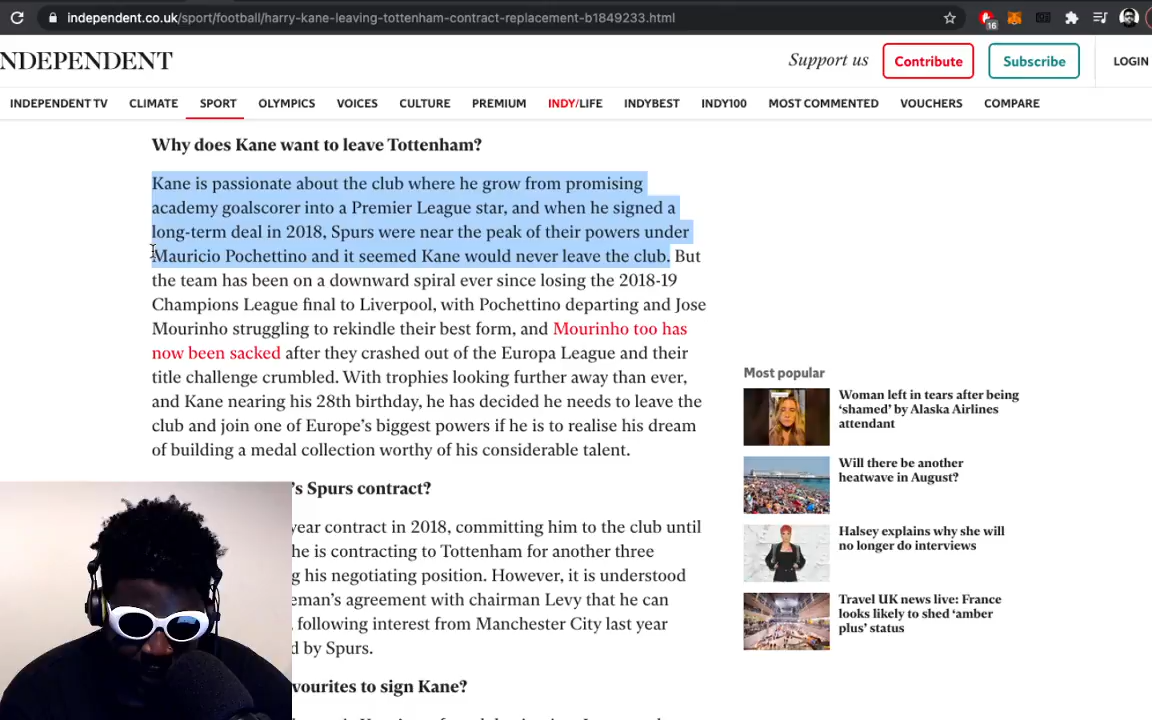 independent.co.uk/sport/football/harry-kane-leaving-tottenham-contract-replacement-b1849233.html
16
NDEPENDENT
Support us
Contribute
Subscribe
LOGIN
INDEPENDENT TV CLIMATE SPORT OLYMPICS VOICES CULTURE PREMIUM INDY/LIFE INDYBEST INDY100 MOST COMMENTED VOUCHERS COMPARE
Why does Kane want to leave Tottenham?
Kane is passionate about the club where he grow from promising
academy goalscorer into a Premier League star, and when he signed a
long-term deal in 2018, Spurs were near the peak of their powers under
Mauricio Pochettino and it seemed Kane would never leave the club. But
the team has been on a downward spiral ever since losing the 2018-19
Champions League final to Liverpool, with Pochettino departing and Jose
Mourinho struggling to rekindle their best form, and Mourinho too has
now been sacked after they crashed out of the Europa League and their
title challenge crumbled. With trophies looking further away than ever,
and Kane nearing his 28th birthday, he has decided he needs to leave the
club and join one of Europe's biggest powers if he is to realise his dream
of building a medal collection worthy of his considerable talent.
's Spurs contract?
year contract in 2018, committing him to the club until
he is contracting to Tottenham for another three
g his negotiating position. However, it is understood
eman's agreement with chairman Levy that he can
following interest from Manchester City last year
d by Spurs.
vourites to sign Kane?
Most popular
Woman left in tears after being
'shamed' by Alaska Airlines
attendant
Will there be another
heatwave in August?
Halsey explains why she will
no longer do interviews
Travel UK news live: France
looks likely to shed 'amber
plus' status